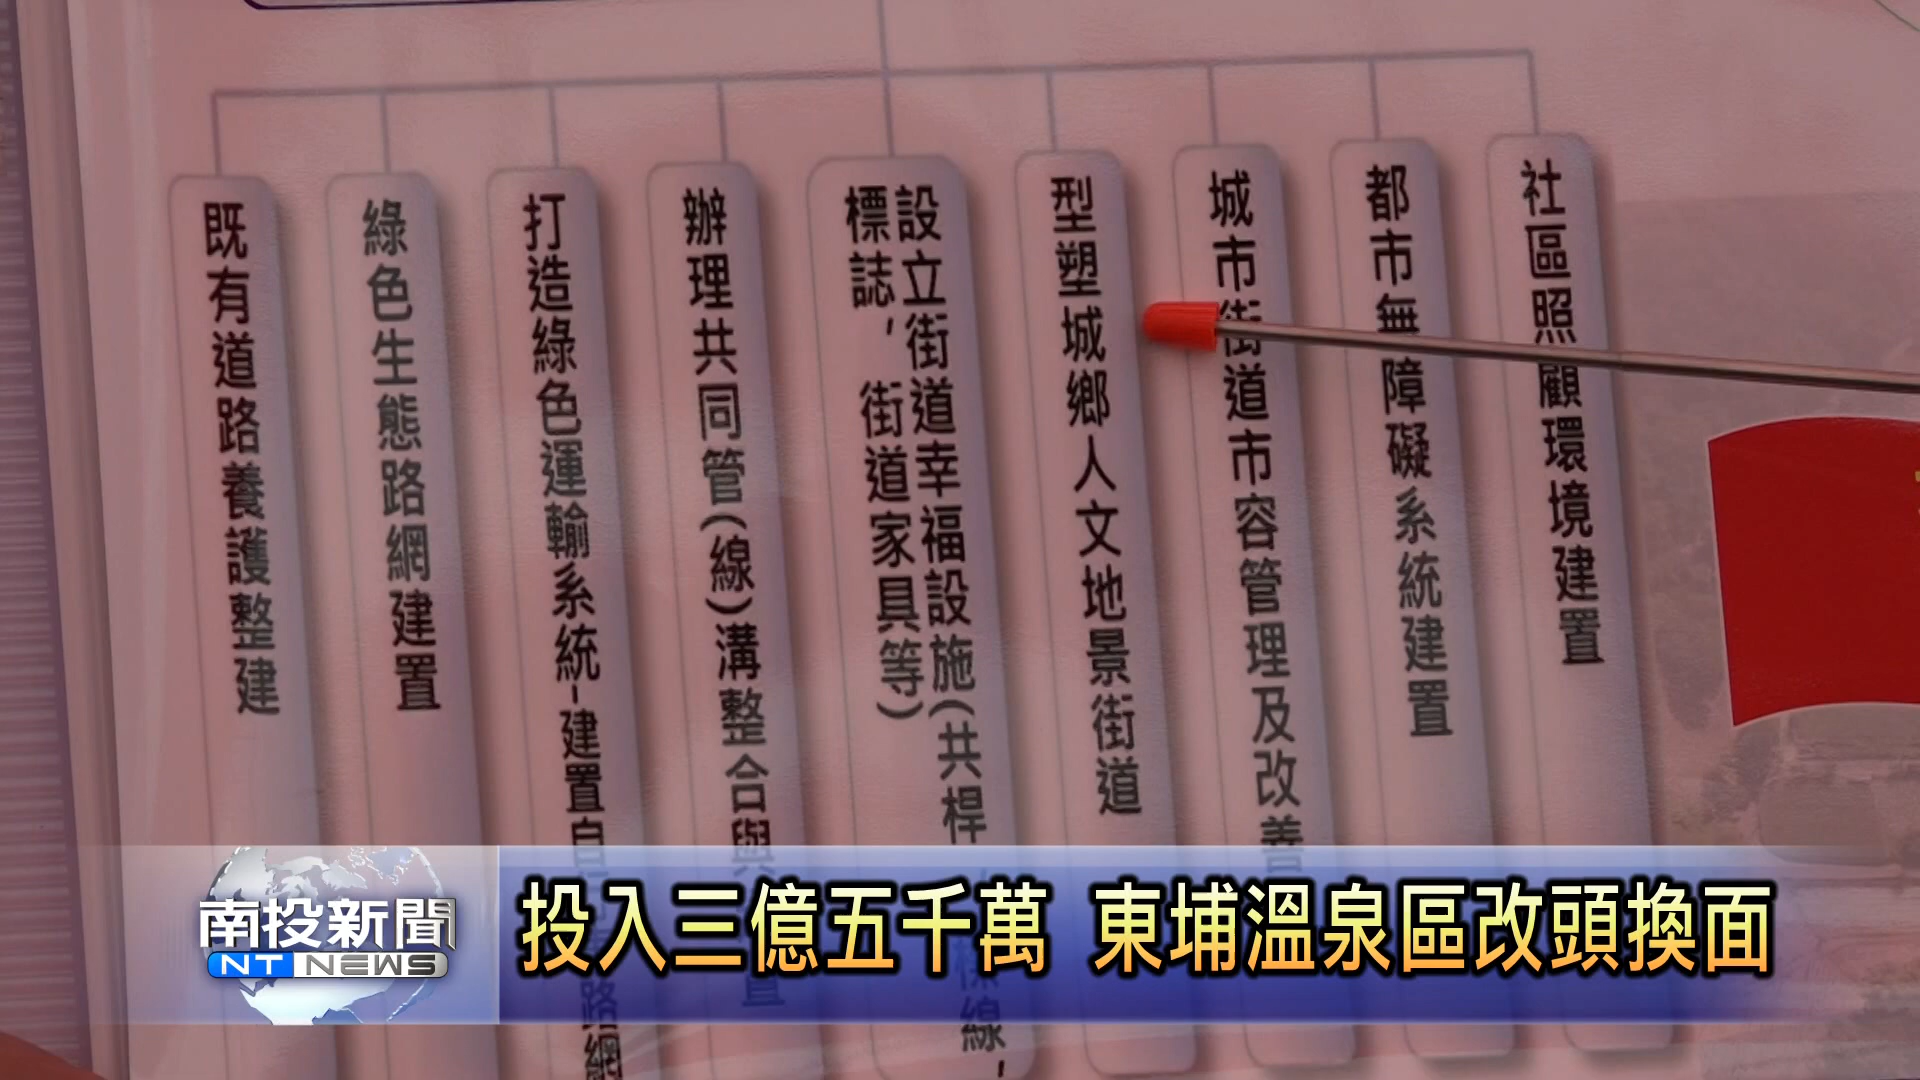 社區照顧環境建置
都市無障礙系統建置
城市街道市容管理及改善
型塑城鄉人文地景街道
設立街道幸福設施(共桿
標線，
標誌，街道家具等)
辦理共同管(線)溝整合與
置
打造綠色運輸系統-建置自
路網
綠色生態路網建置
既有道路養護整建
南投新聞
NT NEWS
投入三億五千萬 東埔溫泉區改頭換面